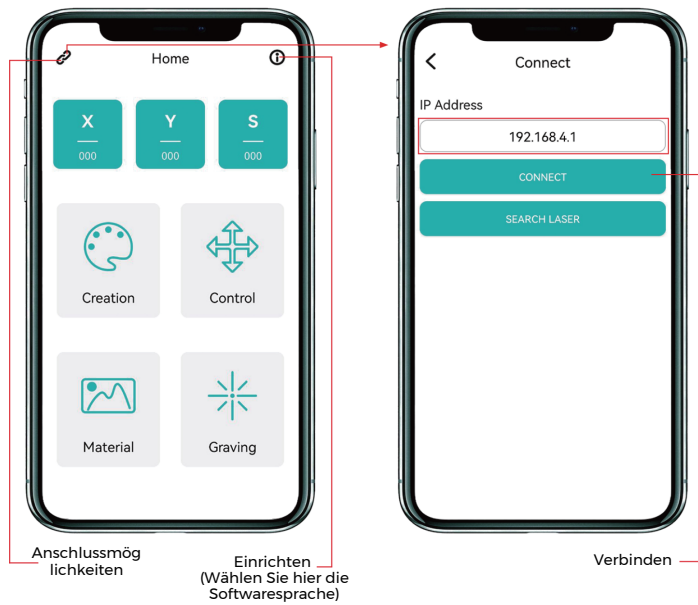 Home
X
000
Y
000
S
000
Creation
Control
Material
Graving
Anschlussmög
lichkeiten
Einrichten
(Wählen Sie hier die
Softwaresprache)
Connect
IP Address
192.168.4.1
CONNECT
SEARCH LASER
Verbinden